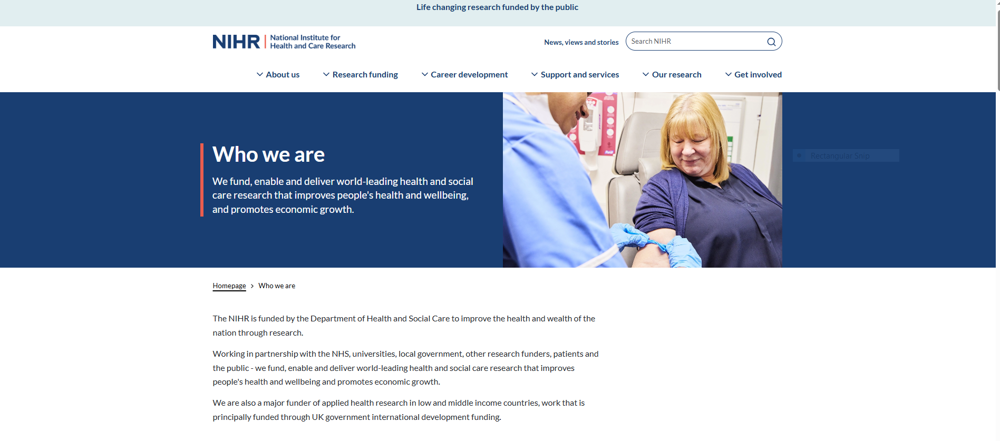 Life changing research funded by the public
NIHR | National Institute for
Health and Care Research
News, views and stories
Search NIHR
About us
Research funding
Career development
Support and services
Our research
Get involved
Who we are
We fund, enable and deliver world-leading health and social
care research that improves people's health and wellbeing,
and promotes economic growth.
Rectangular Snip
Homepage > Who we are
The NIHR is funded by the Department of Health and Social Care to improve the health and wealth of the
nation through research.
Working in partnership with the NHS, universities, local government, other research funders, patients and
the public - we fund, enable and deliver world-leading health and social care research that improves
people's health and wellbeing and promotes economic growth.
We are also a major funder of applied health research in low and middle income countries, work that is
principally funded through UK government international development funding.